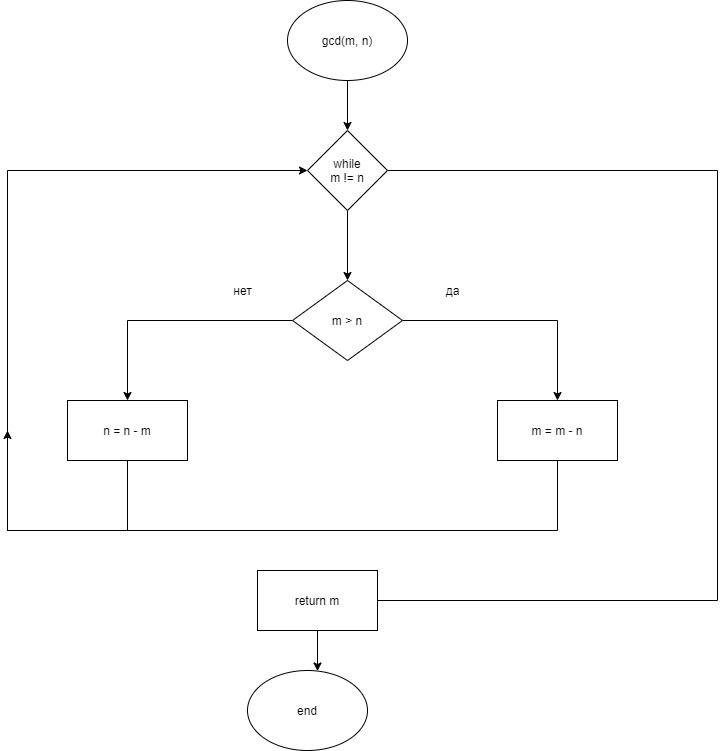 gcd(m, n)
while
m != n
нет
да
m > n
n = n - m
m = m - n
return m
end